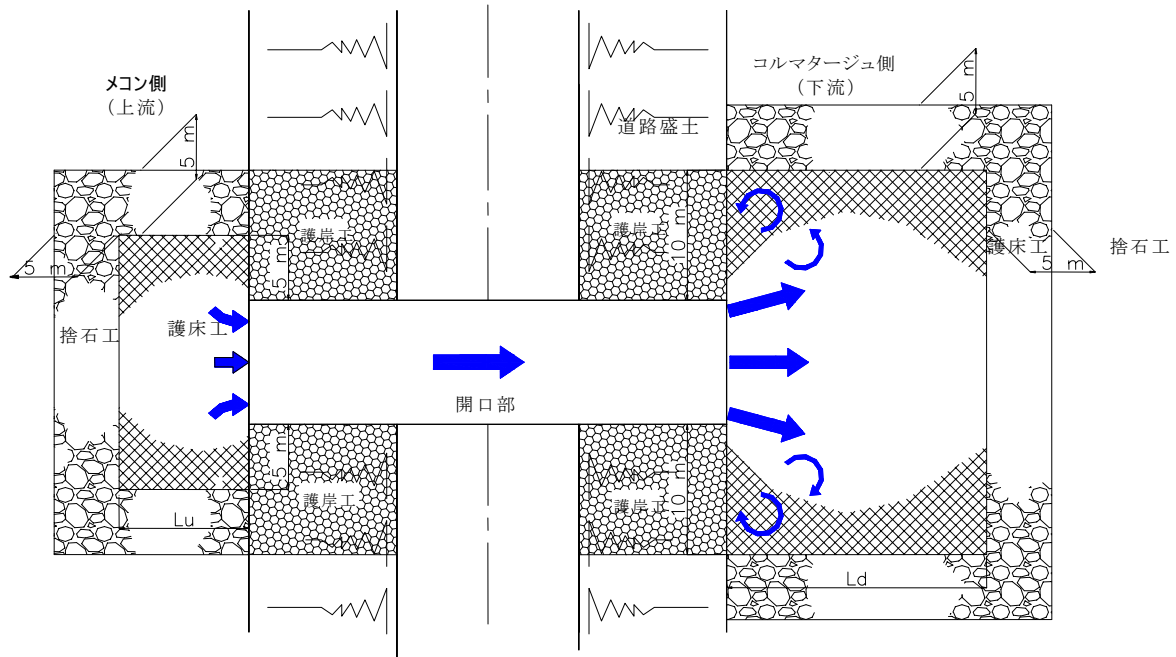 メコン側
（上流）
コルマタージュ側
（下流）
5 m
5 m
道路盛土
護岸工
護岸工
5 m
10 m
護床工
捨石工
5 m
5 m
捨石工
護床工
開口部
5 m
10 m
護岸工
護岸工
Lu
Ld